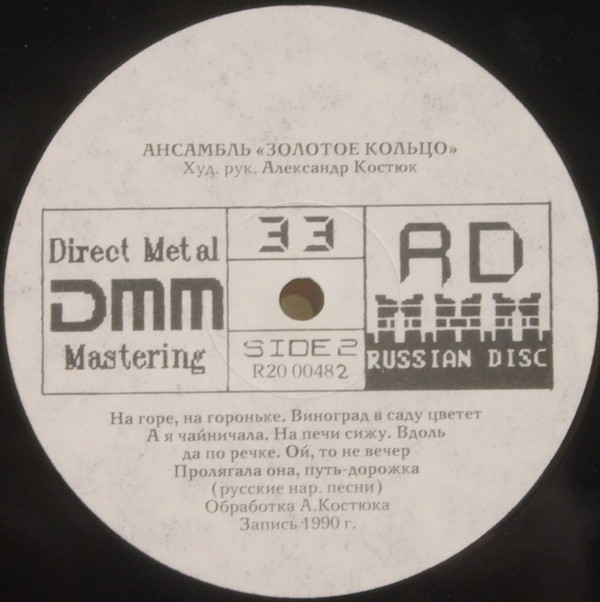 АНСАМБЛЬ «ЗОЛОТОЕ КОЛЬЦО»
Худ. рук. Александр Костюк
Direct Metal
DMM
Mastering
33
SIDE 2
R20 00482
RD
RUSSIAN DISC
На горе, на гороньке. Виноград в саду цветет
А я чайничала. На печи сижу. Вдоль
да по речке. Ой, то не вечер
Пролягала она, путь-дорожка
(русские нар. песни)
Обработка А.Костюка
Запись 1990 г.